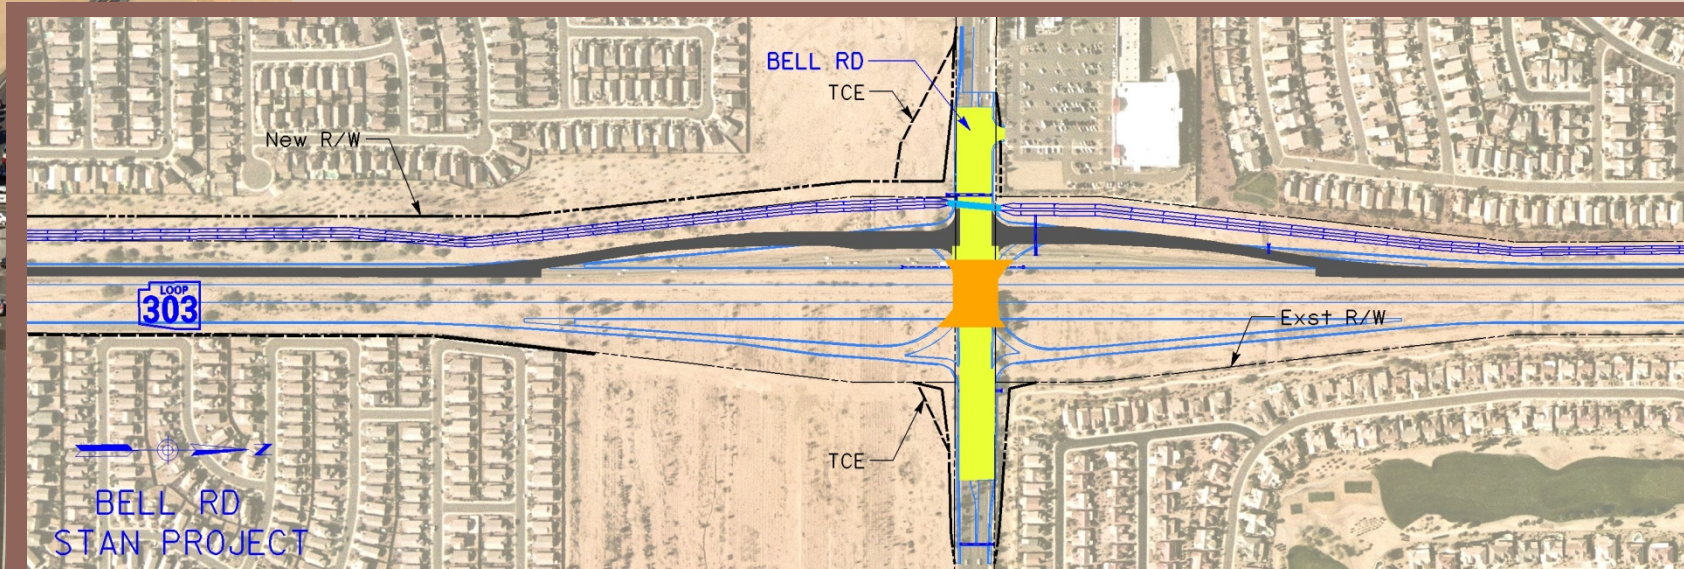 BELL RD
TCE
New R/W
LOOP
303
Exst R/W
TCE
Z
BELL RD
STAN PROJECT